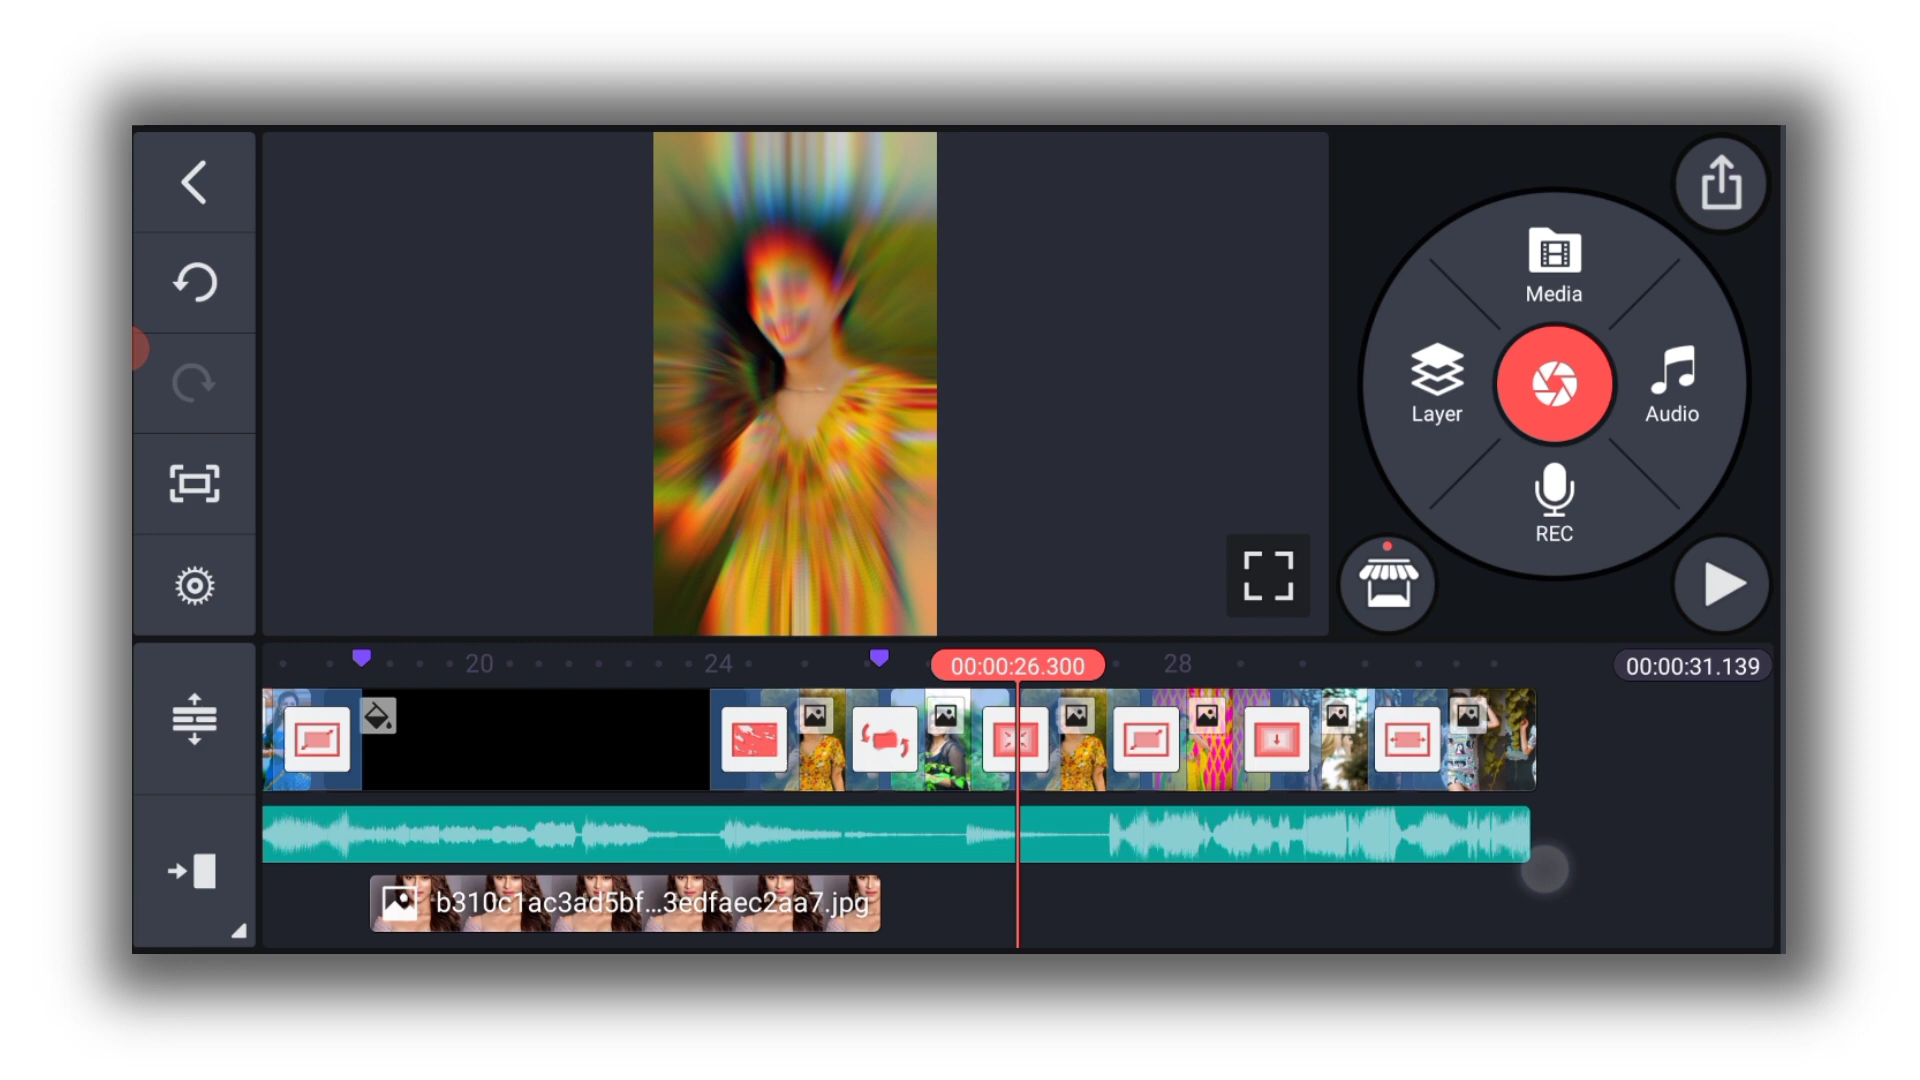 Media
Layer
Audio
REC
20
24
00:00:26.300
28
00:00:31.139
b310c1ac3ad5bf...3edfaec2aa7.jpg